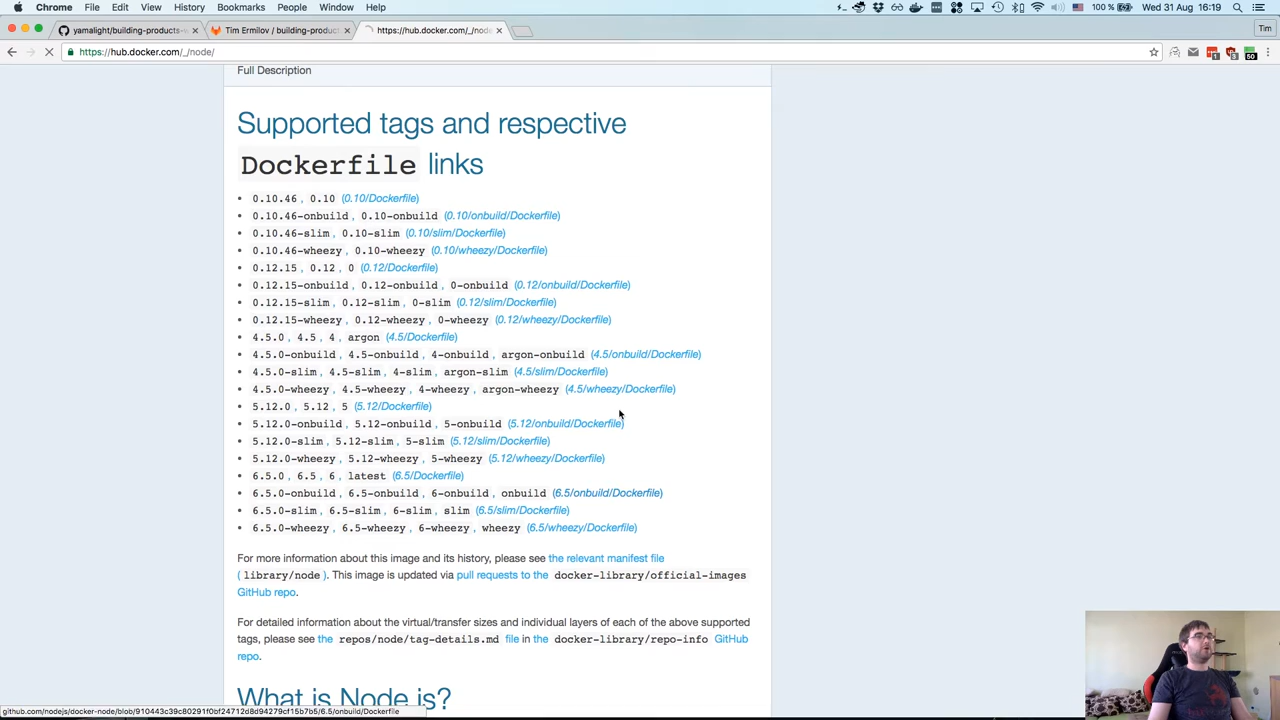 Chrome File Edit View History Bookmarks People Window Help 100 % Wed 31 Aug 16:19
yamalight/building-products- Tim Ermilov / building-product https://hub.docker.com/_/node Tim
https://hub.docker.com/_/node/
Full Description
Supported tags and respective
Dockerfile links
• 0.10.46, 0.10 (0.10/Dockerfile)
• 0.10.46-onbuild, 0.10-onbuild (0.10/onbuild/Dockerfile)
• 0.10.46-slim, 0.10-slim (0.10/slim/Dockerfile)
• 0.10.46-wheezy, 0.10-wheezy (0.10/wheezy/Dockerfile)
• 0.12.15, 0.12, 0 (0.12/Dockerfile)
• 0.12.15-onbuild, 0.12-onbuild, 0-onbuild (0.12/onbuild/Dockerfile)
• 0.12.15-slim, 0.12-slim, 0-slim (0.12/slim/Dockerfile)
• 0.12.15-wheezy, 0.12-wheezy, 0-wheezy (0.12/wheezy/Dockerfile)
• 4.5.0, 4.5, 4, argon (4.5/Dockerfile)
• 4.5.0-onbuild, 4.5-onbuild, 4-onbuild, argon-onbuild (4.5/onbuild/Dockerfile)
• 4.5.0-slim, 4.5-slim, 4-slim, argon-slim (4.5/slim/Dockerfile)
• 4.5.0-wheezy, 4.5-wheezy, 4-wheezy, argon-wheezy (4.5/wheezy/Dockerfile)
• 5.12.0, 5.12, 5 (5.12/Dockerfile)
• 5.12.0-onbuild, 5.12-onbuild, 5-onbuild (5.12/onbuild/Dockerfile)
• 5.12.0-slim, 5.12-slim, 5-slim (5.12/slim/Dockerfile)
• 5.12.0-wheezy, 5.12-wheezy, 5-wheezy (5.12/wheezy/Dockerfile)
• 6.5.0, 6.5, 6, latest (6.5/Dockerfile)
• 6.5.0-onbuild, 6.5-onbuild, 6-onbuild, onbuild (6.5/onbuild/Dockerfile)
• 6.5.0-slim, 6.5-slim, 6-slim, slim (6.5/slim/Dockerfile)
• 6.5.0-wheezy, 6.5-wheezy, 6-wheezy, wheezy (6.5/wheezy/Dockerfile)
For more information about this image and its history, please see the relevant manifest file
( library/node ). This image is updated via pull requests to the docker-library/official-images
GitHub repo.
For detailed information about the virtual/transfer sizes and individual layers of each of the above supported
tags, please see the repos/node/tag-details.md file in the docker-library/repo-info GitHub
repo.
What is Node is?
github.com/nodejs/docker-node/blob/910443c39c80291f0bf24712d8d94279cf15b7b5/6.5/onbuild/Dockerfile